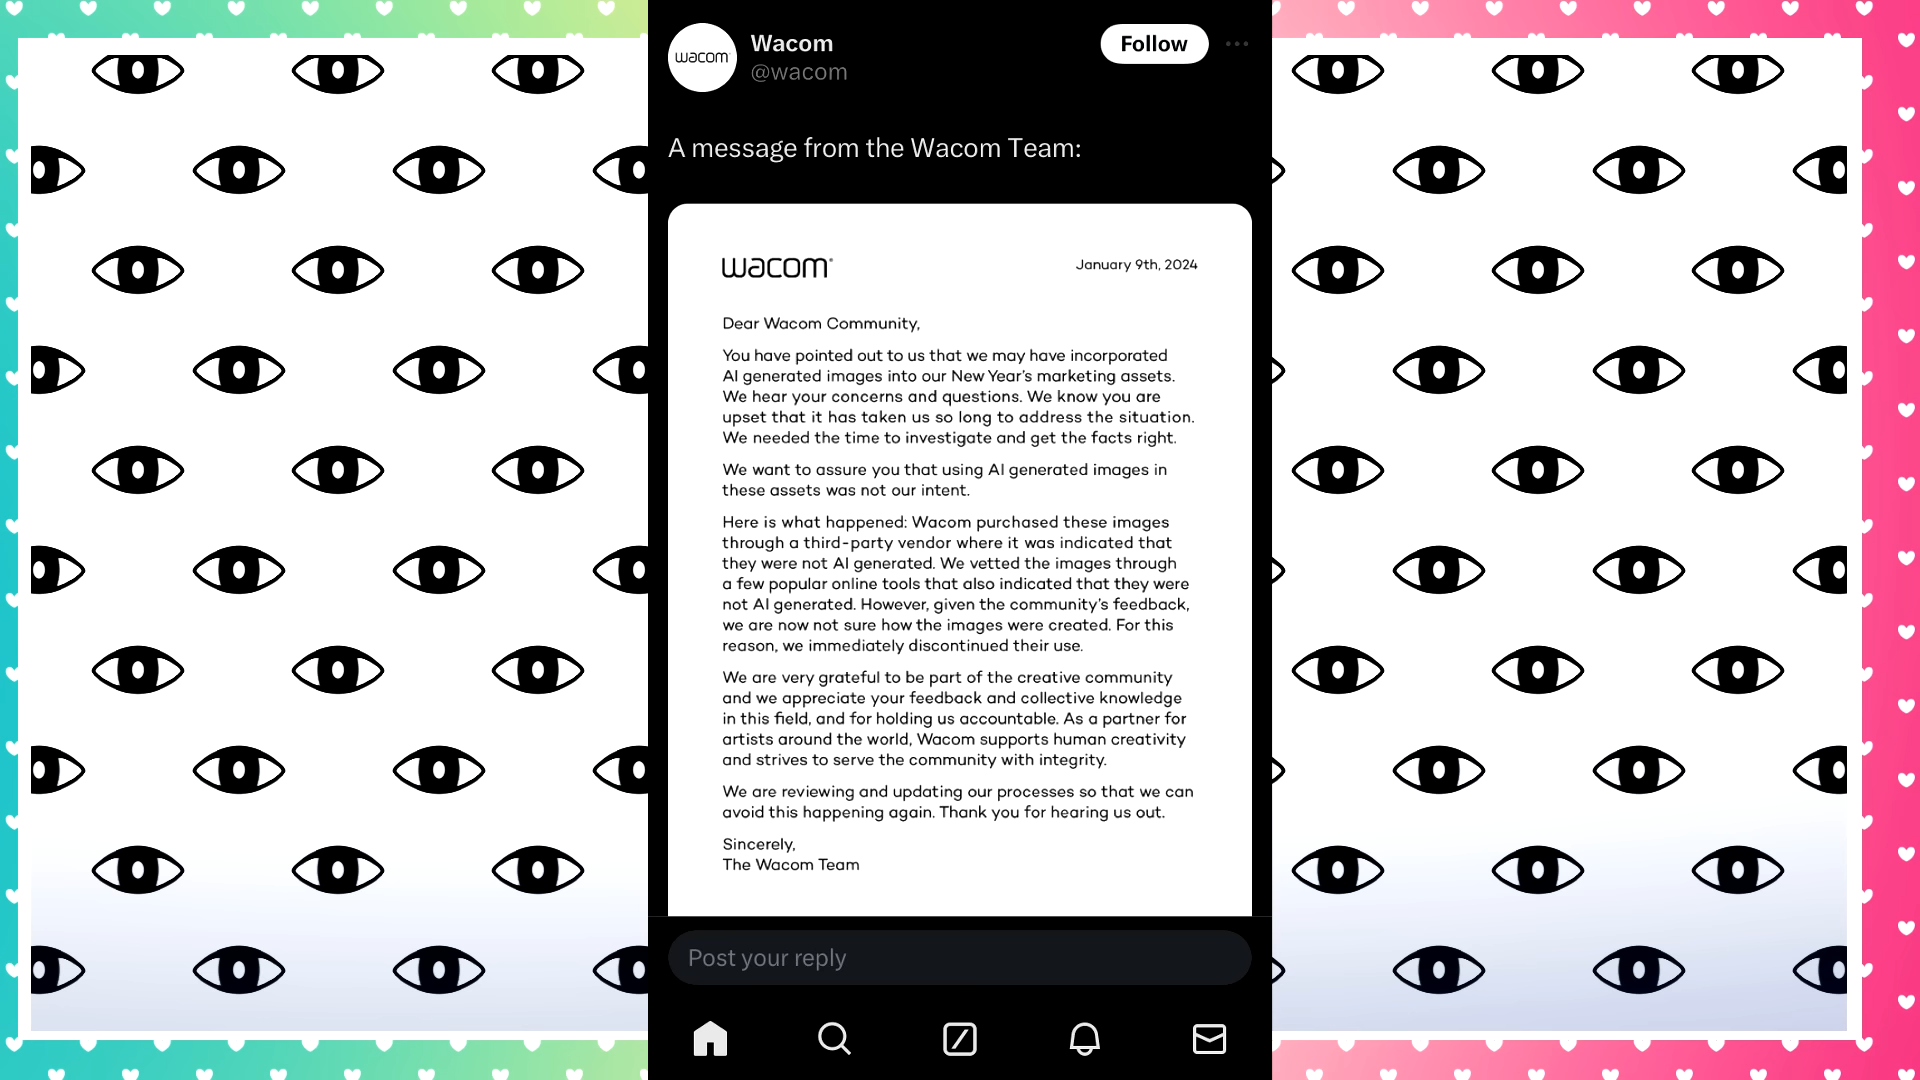 wacom
Wacom
@wacom
Follow
A message from the Wacom Team:
wacom®
January 9th, 2024
Dear Wacom Community,
You have pointed out to us that we may have incorporated
AI generated images into our New Year's marketing assets.
We hear your concerns and questions. We know you are
upset that it has taken us so long to address the situation.
We needed the time to investigate and get the facts right.
We want to assure you that using AI generated images in
these assets was not our intent.
Here is what happened: Wacom purchased these images
through a third-party vendor where it was indicated that
they were not AI generated. We vetted the images through
a few popular online tools that also indicated that they were
not AI generated. However, given the community's feedback,
we are now not sure how the images were created. For this
reason, we immediately discontinued their use.
We are very grateful to be part of the creative community
and we appreciate your feedback and collective knowledge
in this field, and for holding us accountable. As a partner for
artists around the world, Wacom supports human creativity
and strives to serve the community with integrity.
We are reviewing and updating our processes so that we can
avoid this happening again. Thank you for hearing us out.
Sincerely,
The Wacom Team
Post your reply